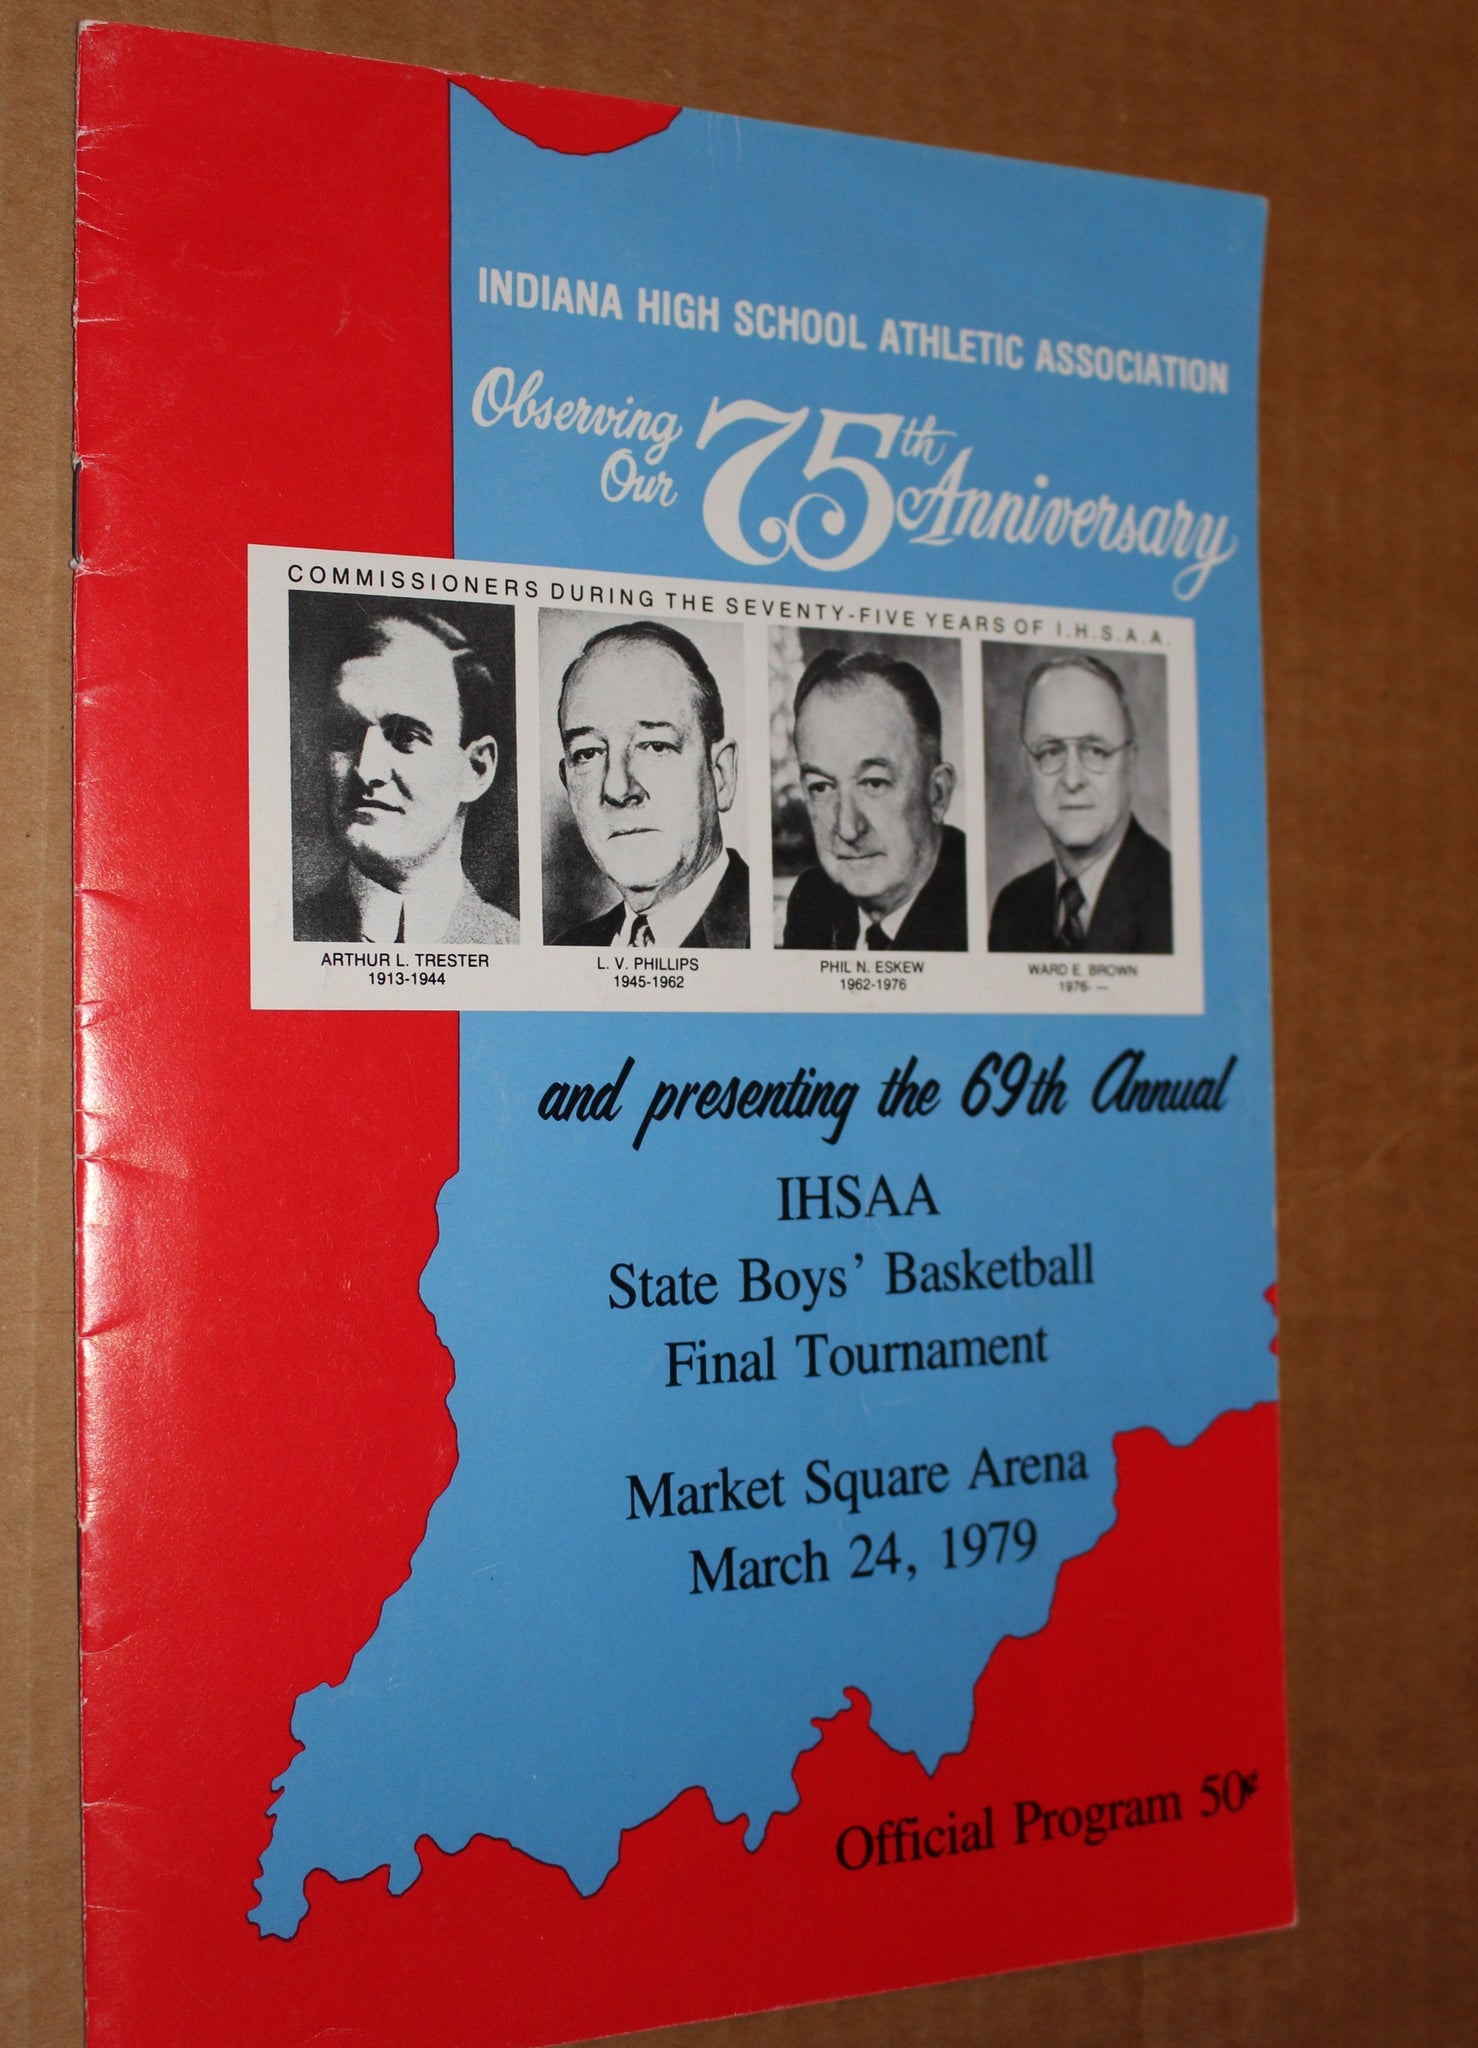 INDIANA HIGH SCHOOL ATHLETIC ASSOCIATION
Observing
Our
75th
Anniversary
COMMISSIONERS DURING THE SEVENTY-FIVE YEARS OF I.H.S.A.A.
ARTHUR L. TRESTER
1913-1944
L. V. PHILLIPS
1945-1962
PHIL N. ESKEW
1962-1976
WARD E. BROWN
1976- —
and presenting the 69th Annual
IHSAA
State Boys' Basketball
Final Tournament
Market Square Arena
March 24, 1979
Official Program 50¢